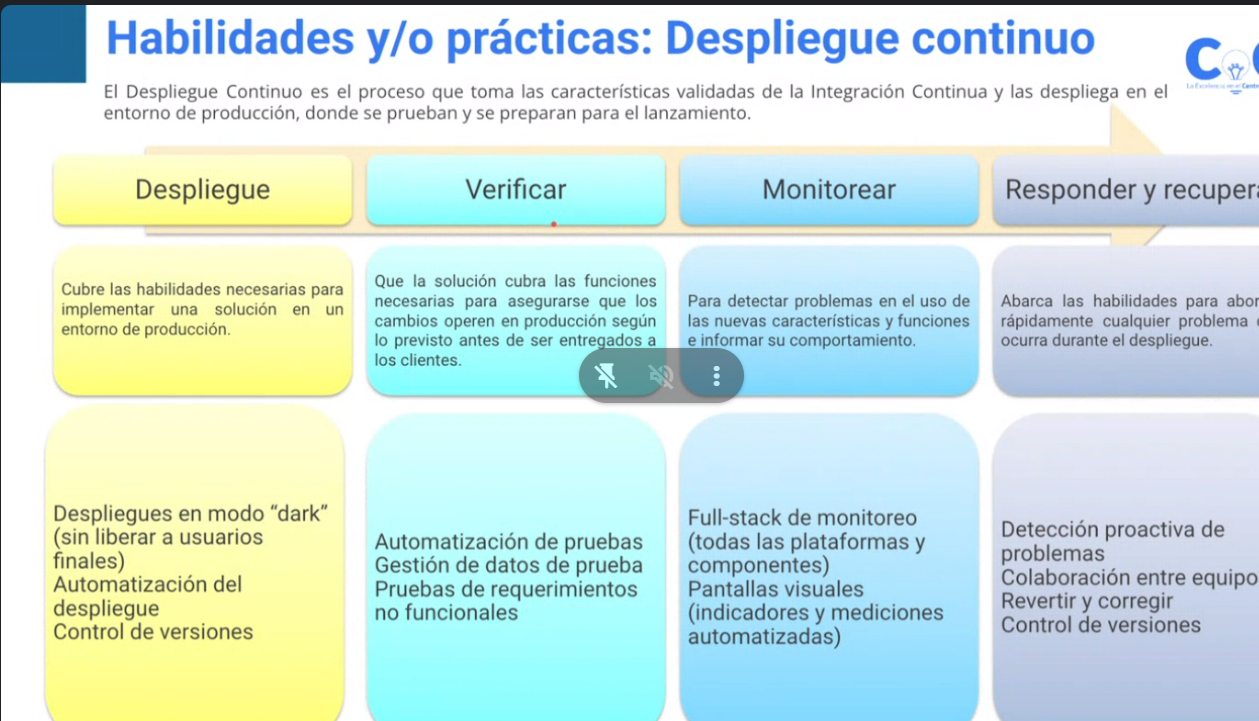 Habilidades y/o prácticas: Despliegue continuo
El Despliegue Continuo es el proceso que toma las características validadas de la Integración Continua y las despliega en el
entorno de producción, donde se prueban y se preparan para el lanzamiento.
Despliegue
Cubre las habilidades necesarias para
implementar una solución en un
entorno de producción.
Despliegues en modo “dark”
(sin liberar a usuarios
finales)
Automatización del
despliegue
Control de versiones
Verificar
Que la solución cubra las funciones
necesarias para asegurarse que los
cambios operen en producción según
lo previsto antes de ser entregados a
los clientes.
Automatización de pruebas
Gestión de datos de prueba
Pruebas de requerimientos
no funcionales
Monitorear
Para detectar problemas en el uso de
las nuevas características y funciones
e informar su comportamiento.
Full-stack de monitoreo
(todas las plataformas y
componentes)
Pantallas visuales
(indicadores y mediciones
automatizadas)
Responder y recuper
Abarca las habilidades para abor
rápidamente cualquier problema
ocurra durante el despliegue.
Detección proactiva de
problemas
Colaboración entre equipo
Revertir y corregir
Control de versiones